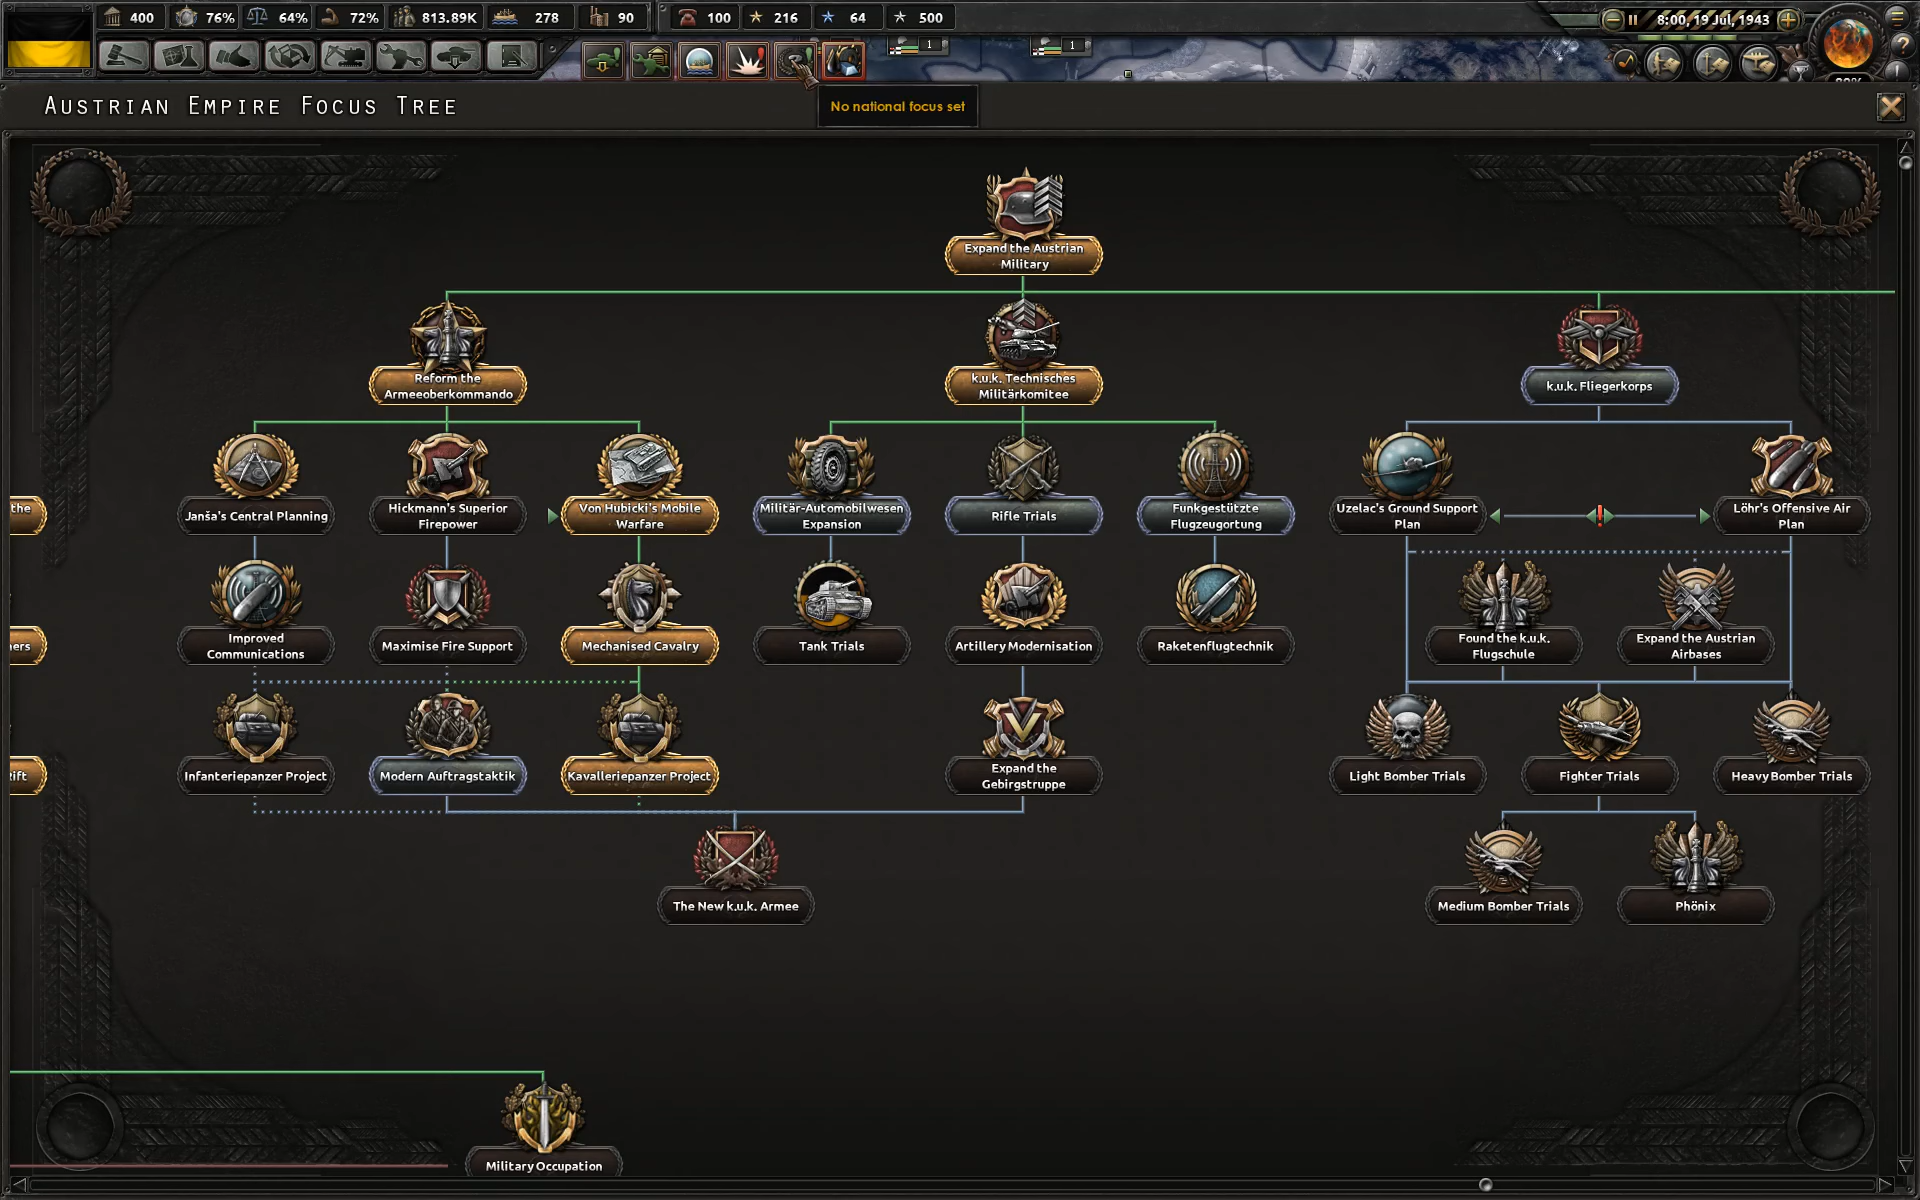 400
76%
64%
72%
813.89K
278
90
100
216
64
500
8:00, 19 Jul, 1943
1
1
AUSTRIAN EMPIRE FOCUS TREE
No national focus set
Expand the Austrian
Military
Reform the
Armeeoberkommando
k.u.k. Technisches
Militärkomitee
k.u.k. Fliegerkorps
the
Janša's Central Planning
Hickmann's Superior
Firepower
Von Hubicki's Mobile
Warfare
Militär-Automobilwesen
Expansion
Rifle Trials
Funkgestützte
Flugzeugortung
Uzelac's Ground Support
Plan
Löhr's Offensive Air
Plan
ners
Improved
Communications
Maximise Fire Support
Mechanised Cavalry
Tank Trials
Artillery Modernisation
Raketenflugtechnik
Found the k.u.k.
Flugschule
Expand the Austrian
Airbases
Infanteriepanzer Project
Modern Auftragstaktik
Kavalleriepanzer Project
Expand the
Gebirgstruppe
Light Bomber Trials
Fighter Trials
Heavy Bomber Trials
The New k.u.k. Armee
Medium Bomber Trials
Phönix
Military Occupation